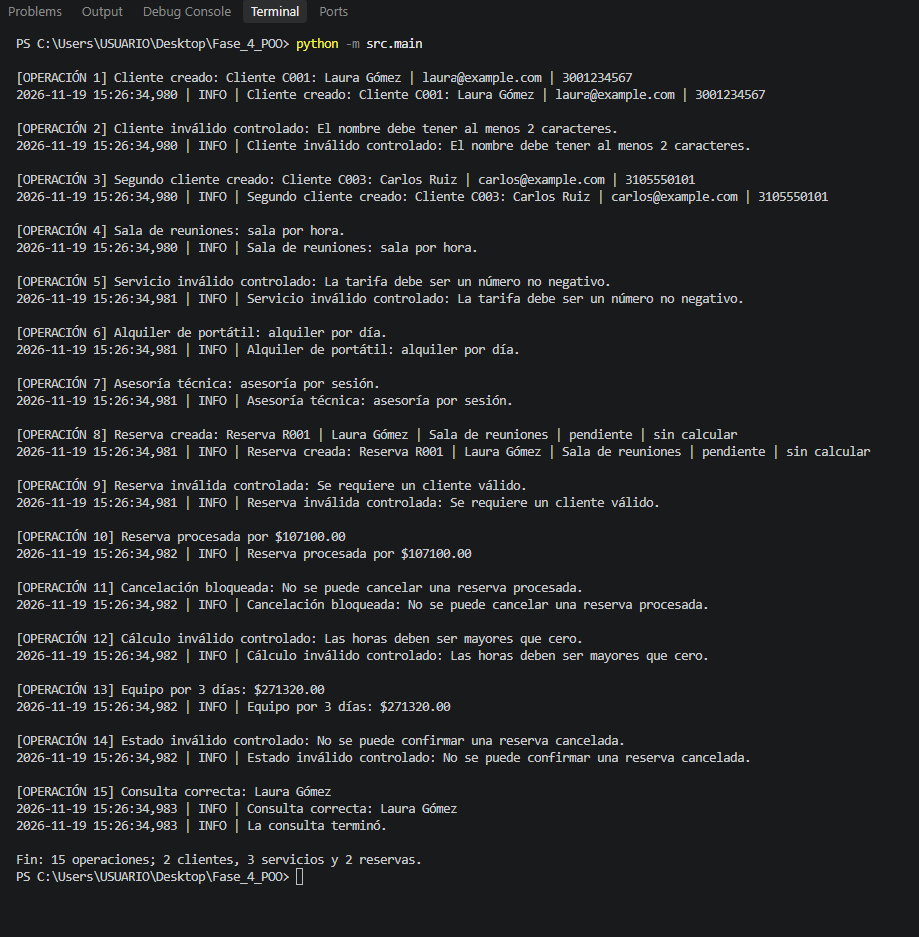 Problems Output Debug Console Terminal Ports
PS C:\Users\USUARIO\Desktop\Fase_4_POO> python -m src.main
[OPERACIÓN 1] Cliente creado: Cliente C001: Laura Gómez | laura@example.com | 3001234567
2026-11-19 15:26:34,980 | INFO | Cliente creado: Cliente C001: Laura Gómez | laura@example.com | 3001234567
[OPERACIÓN 2] Cliente inválido controlado: El nombre debe tener al menos 2 caracteres.
2026-11-19 15:26:34,980 | INFO | Cliente inválido controlado: El nombre debe tener al menos 2 caracteres.
[OPERACIÓN 3] Segundo cliente creado: Cliente C003: Carlos Ruiz | carlos@example.com | 3105550101
2026-11-19 15:26:34,980 | INFO | Segundo cliente creado: Cliente C003: Carlos Ruiz | carlos@example.com | 3105550101
[OPERACIÓN 4] Sala de reuniones: sala por hora.
2026-11-19 15:26:34,980 | INFO | Sala de reuniones: sala por hora.
[OPERACIÓN 5] Servicio inválido controlado: La tarifa debe ser un número no negativo.
2026-11-19 15:26:34,981 | INFO | Servicio inválido controlado: La tarifa debe ser un número no negativo.
[OPERACIÓN 6] Alquiler de portátil: alquiler por día.
2026-11-19 15:26:34,981 | INFO | Alquiler de portátil: alquiler por día.
[OPERACIÓN 7] Asesoría técnica: asesoría por sesión.
2026-11-19 15:26:34,981 | INFO | Asesoría técnica: asesoría por sesión.
[OPERACIÓN 8] Reserva creada: Reserva R001 | Laura Gómez | Sala de reuniones | pendiente | sin calcular
2026-11-19 15:26:34,981 | INFO | Reserva creada: Reserva R001 | Laura Gómez | Sala de reuniones | pendiente | sin calcular
[OPERACIÓN 9] Reserva inválida controlada: Se requiere un cliente válido.
2026-11-19 15:26:34,981 | INFO | Reserva inválida controlada: Se requiere un cliente válido.
[OPERACIÓN 10] Reserva procesada por $107100.00
2026-11-19 15:26:34,982 | INFO | Reserva procesada por $107100.00
[OPERACIÓN 11] Cancelación bloqueada: No se puede cancelar una reserva procesada.
2026-11-19 15:26:34,982 | INFO | Cancelación bloqueada: No se puede cancelar una reserva procesada.
[OPERACIÓN 12] Cálculo inválido controlado: Las horas deben ser mayores que cero.
2026-11-19 15:26:34,982 | INFO | Cálculo inválido controlado: Las horas deben ser mayores que cero.
[OPERACIÓN 13] Equipo por 3 días: $271320.00
2026-11-19 15:26:34,982 | INFO | Equipo por 3 días: $271320.00
[OPERACIÓN 14] Estado inválido controlado: No se puede confirmar una reserva cancelada.
2026-11-19 15:26:34,982 | INFO | Estado inválido controlado: No se puede confirmar una reserva cancelada.
[OPERACIÓN 15] Consulta correcta: Laura Gómez
2026-11-19 15:26:34,983 | INFO | Consulta correcta: Laura Gómez
2026-11-19 15:26:34,983 | INFO | La consulta terminó.
Fin: 15 operaciones; 2 clientes, 3 servicios y 2 reservas.
PS C:\Users\USUARIO\Desktop\Fase_4_POO>